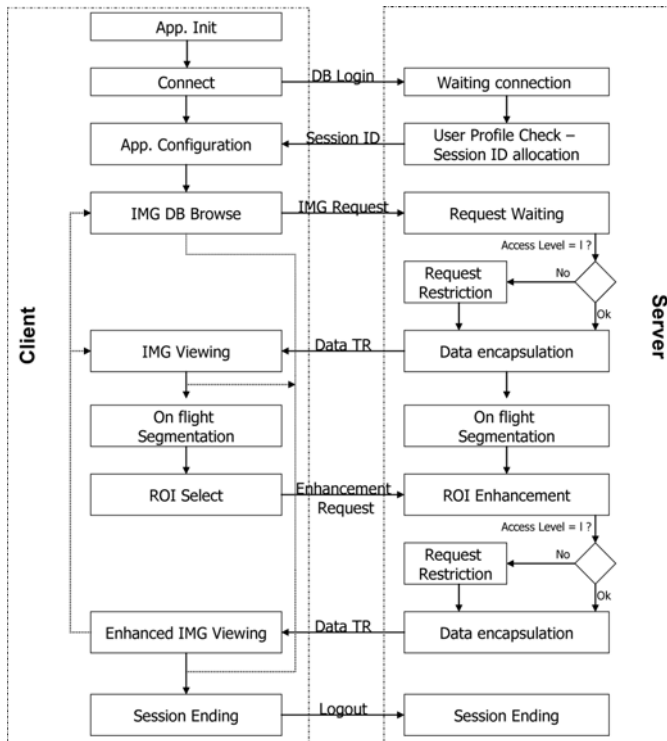 App. Init
Connect
DB Login
Waiting connection
App. Configuration
Session ID
User Profile Check –
Session ID allocation
IMG DB Browse
IMG Request
Request Waiting
Access Level = I ?
Request
Restriction
No
Ok
Client
Server
IMG Viewing
Data TR
Data encapsulation
On flight
Segmentation
On flight
Segmentation
ROI Select
Enhancement
Request
ROI Enhancement
Access Level = I ?
Request
Restriction
No
Ok
Enhanced IMG Viewing
Data TR
Data encapsulation
Session Ending
Logout
Session Ending